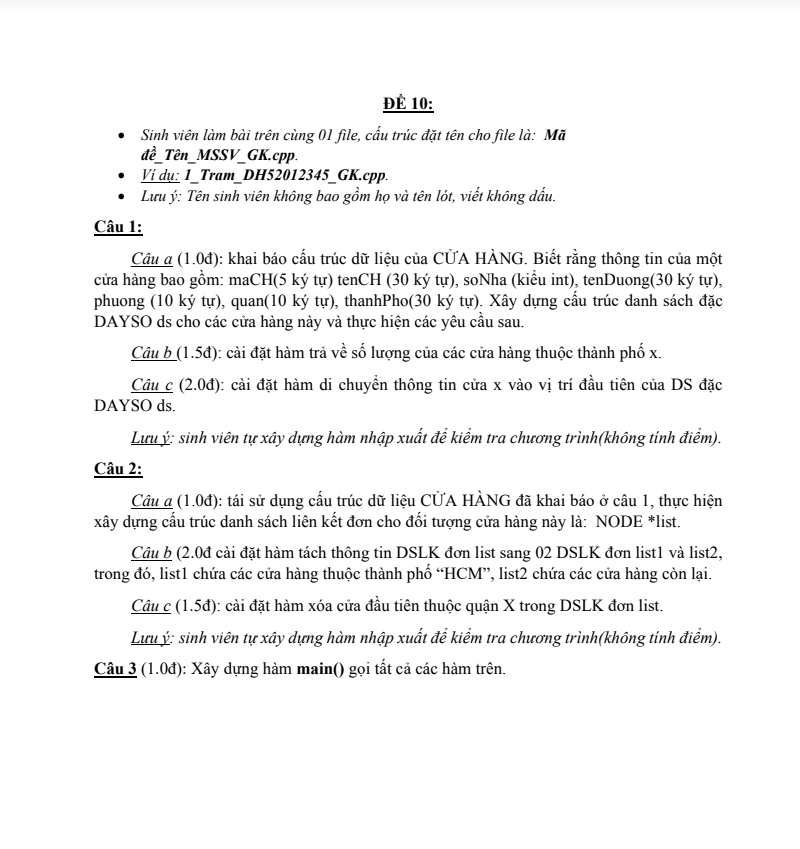 ĐỀ 10:
• Sinh viên làm bài trên cùng 01 file, cấu trúc đặt tên cho file là: Mã
đề_Tên_MSSV_GK.cpp.
• Ví dụ: 1_Tram_DH52012345_GK.cpp.
• Lưu ý: Tên sinh viên không bao gồm họ và tên lót, viết không dấu.
Câu 1:
Câu a (1.0đ): khai báo cấu trúc dữ liệu của CỬA HÀNG. Biết rằng thông tin của một
cửa hàng bao gồm: maCH(5 ký tự) tenCH (30 ký tự), soNha (kiểu int), tenDuong(30 ký tự),
phuong (10 ký tự), quan(10 ký tự), thanhPho(30 ký tự). Xây dựng cấu trúc danh sách đặc
DAYSO ds cho các cửa hàng này và thực hiện các yêu cầu sau.
Câu b (1.5đ): cài đặt hàm trả về số lượng của các cửa hàng thuộc thành phố x.
Câu c (2.0đ): cài đặt hàm di chuyển thông tin cửa x vào vị trí đầu tiên của DS đặc
DAYSO ds.
Lưu ý: sinh viên tự xây dựng hàm nhập xuất để kiểm tra chương trình(không tính điểm).
Câu 2:
Câu a (1.0đ): tái sử dụng cấu trúc dữ liệu CỬA HÀNG đã khai báo ở câu 1, thực hiện
xây dựng cấu trúc danh sách liên kết đơn cho đối tượng cửa hàng này là: NODE *list.
Câu b (2.0đ cài đặt hàm tách thông tin DSLK đơn list sang 02 DSLK đơn list1 và list2,
trong đó, list1 chứa các cửa hàng thuộc thành phố “HCM”, list2 chứa các cửa hàng còn lại.
Câu c (1.5đ): cài đặt hàm xóa cửa đầu tiên thuộc quận X trong DSLK đơn list.
Lưu ý: sinh viên tự xây dựng hàm nhập xuất để kiểm tra chương trình(không tính điểm).
Câu 3 (1.0đ): Xây dựng hàm main() gọi tất cả các hàm trên.